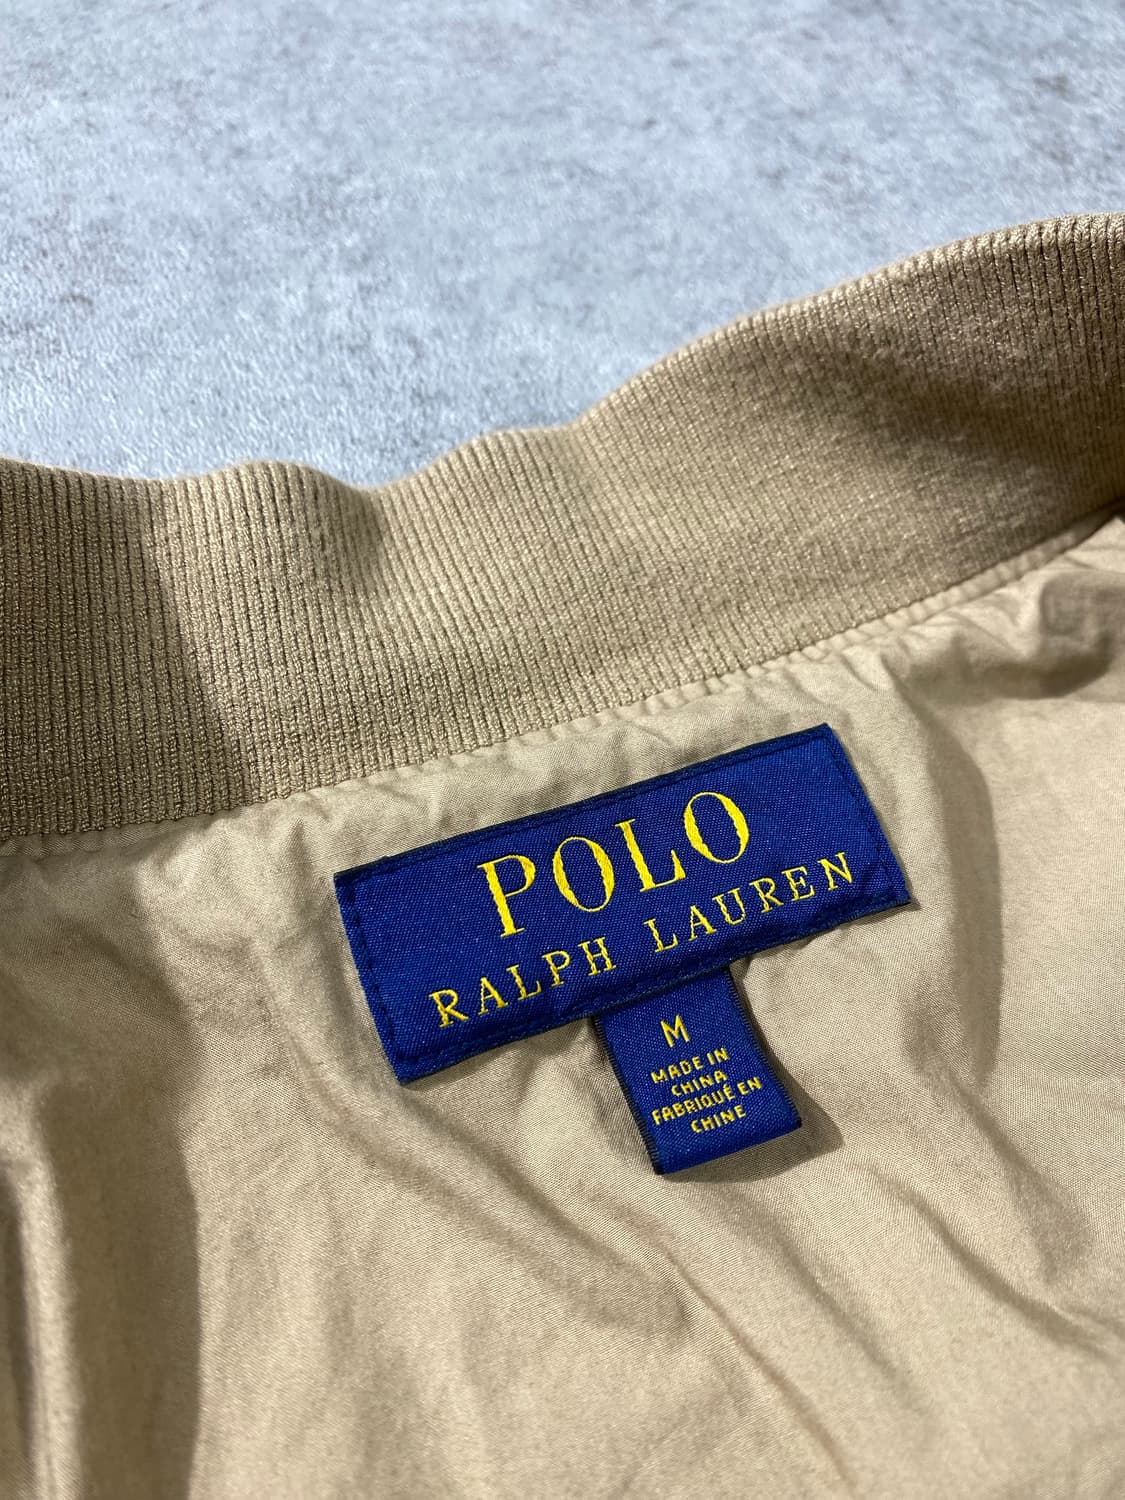 POLO
RALPH LAUREN
M
MADE IN
CHINA
FABRIQUÉ EN
CHINE